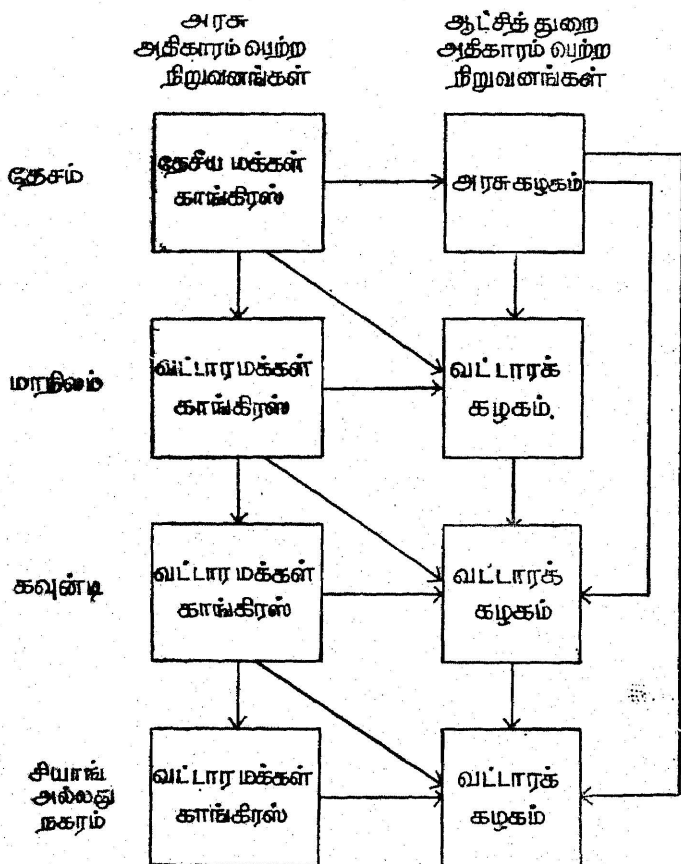 அரசு
அதிகாரம் பெற்ற
நிறுவனங்கள்
ஆட்சித் துறை
அதிகாரம் பெற்ற
நிறுவனங்கள்
தேசம்
தேசீய மக்கள்
காங்கிரஸ்
அரசு கழகம்
மாநிலம்
வட்டார மக்கள்
காங்கிரஸ்
வட்டாரக்
கழகம்.
கவுன்டி
வட்டார மக்கள்
காங்கிரஸ்
வட்டாரக்
கழகம்
சியாங்
அல்லது
நகரம்
வட்டார மக்கள்
காங்கிரஸ்
வட்டாரக்
கழகம்